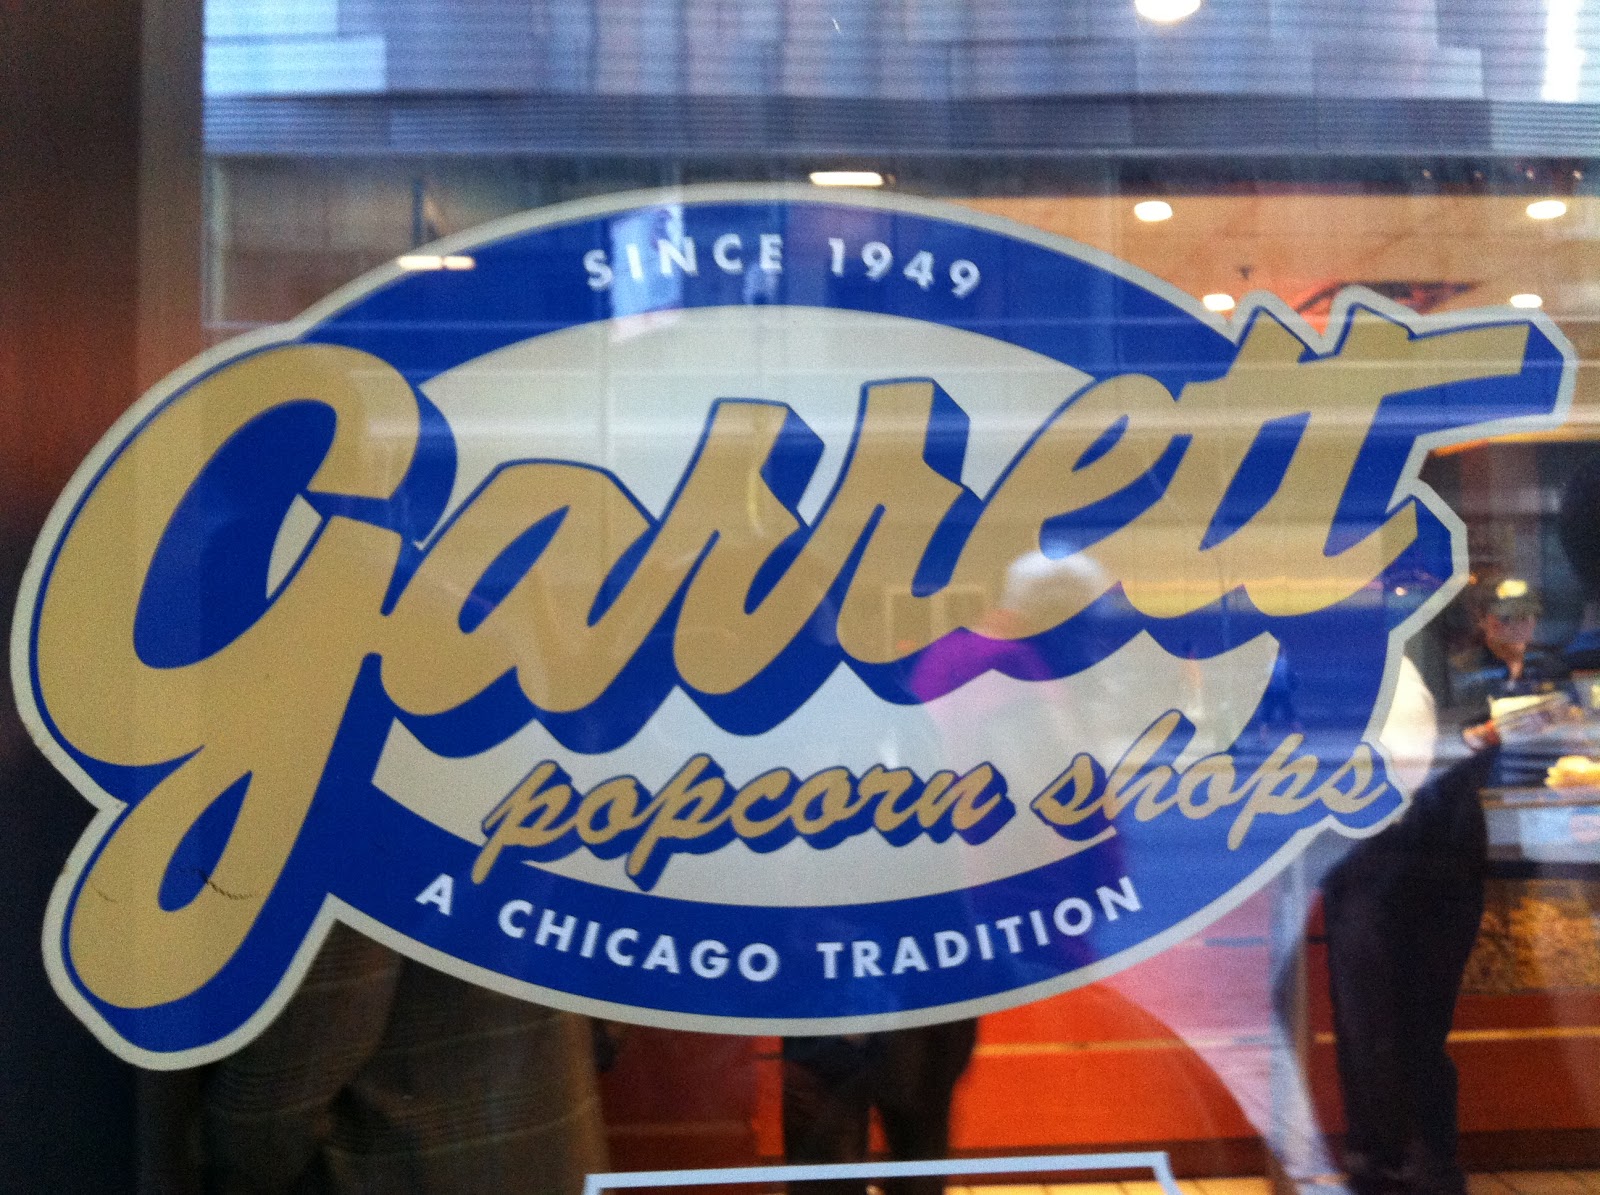 SINCE 1949
Garrett
popcorn shops
A CHICAGO TRADITION